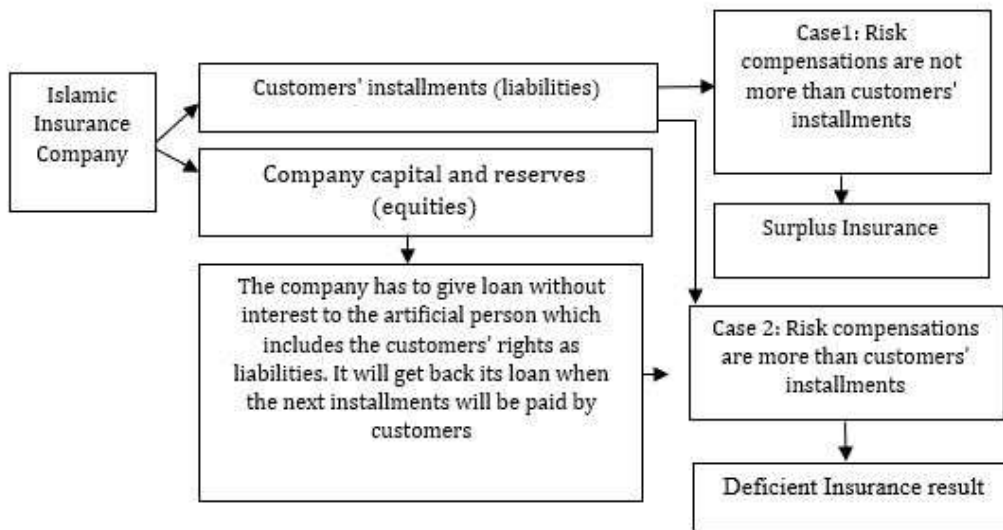 Islamic
Insurance
Company
Customers' installments (liabilities)
Company capital and reserves
(equities)
The company has to give loan without
interest to the artificial person which
includes the customers' rights as
liabilities. It will get back its loan when
the next installments will be paid by
customers
Case1: Risk
compensations are not
more than customers'
installments
Surplus Insurance
Case 2: Risk compensations
are more than customers'
installments
Deficient Insurance result